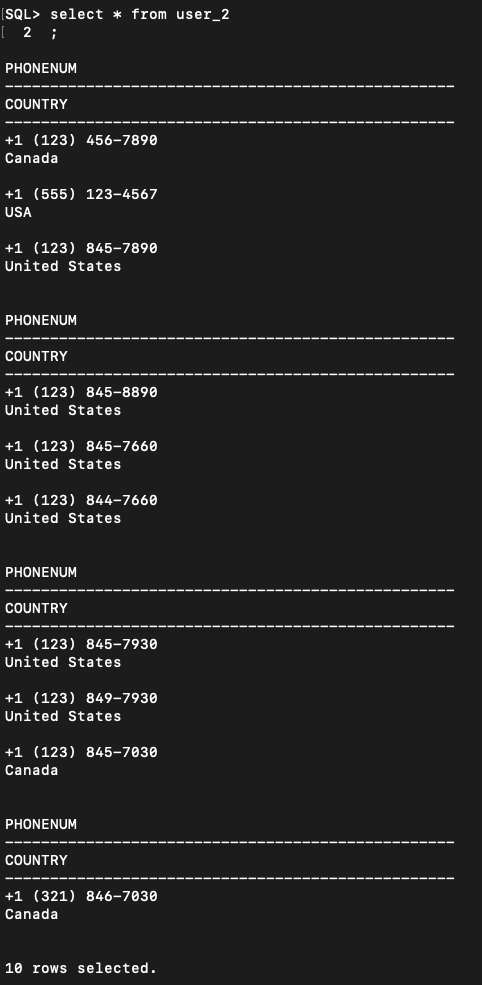 SQL> select * from user_2
2 ;
PHONENUM
--------------------------------------------------
COUNTRY
--------------------------------------------------
+1 (123) 456-7890
Canada
+1 (555) 123-4567
USA
+1 (123) 845-7890
United States
PHONENUM
--------------------------------------------------
COUNTRY
--------------------------------------------------
+1 (123) 845-8890
United States
+1 (123) 845-7660
United States
+1 (123) 844-7660
United States
PHONENUM
--------------------------------------------------
COUNTRY
--------------------------------------------------
+1 (123) 845-7930
United States
+1 (123) 849-7930
United States
+1 (123) 845-7030
Canada
PHONENUM
--------------------------------------------------
COUNTRY
--------------------------------------------------
+1 (321) 846-7030
Canada
10 rows selected.